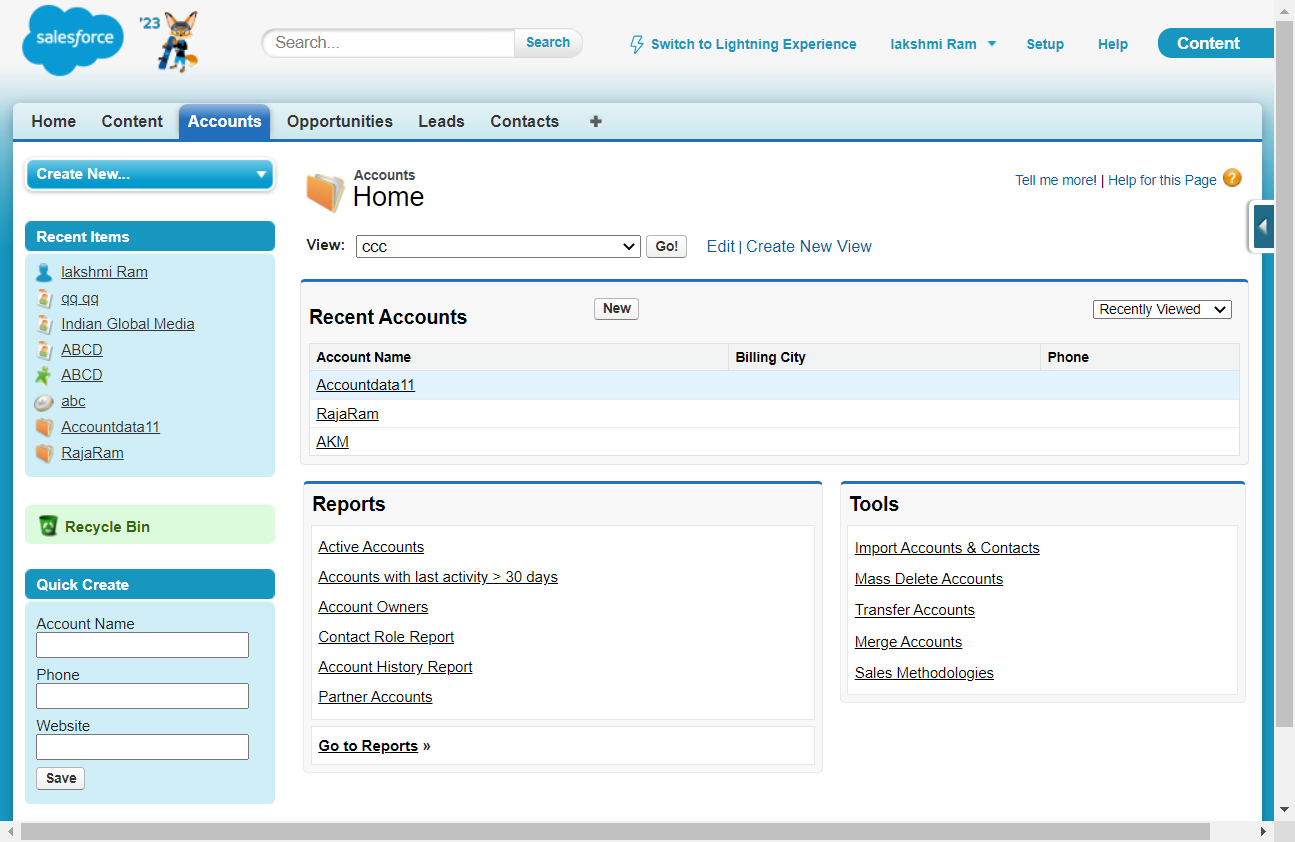 salesforce
'23
Search...
Search
Switch to Lightning Experience
lakshmi Ram
Setup
Help
Content
Home
Content
Accounts
Opportunities
Leads
Contacts
+
Create New...
Recent Items
lakshmi Ram
qq qq
Indian Global Media
ABCD
ABCD
abc
Accountdata11
RajaRam
Recycle Bin
Quick Create
Account Name
Phone
Website
Save
Accounts
Home
Tell me more! | Help for this Page ?
View: ccc Go! Edit | Create New View
Recent Accounts
New
Recently Viewed
Account Name Billing City Phone
Accountdata11
RajaRam
AKM
Reports
Active Accounts
Accounts with last activity > 30 days
Account Owners
Contact Role Report
Account History Report
Partner Accounts
Go to Reports »
Tools
Import Accounts & Contacts
Mass Delete Accounts
Transfer Accounts
Merge Accounts
Sales Methodologies